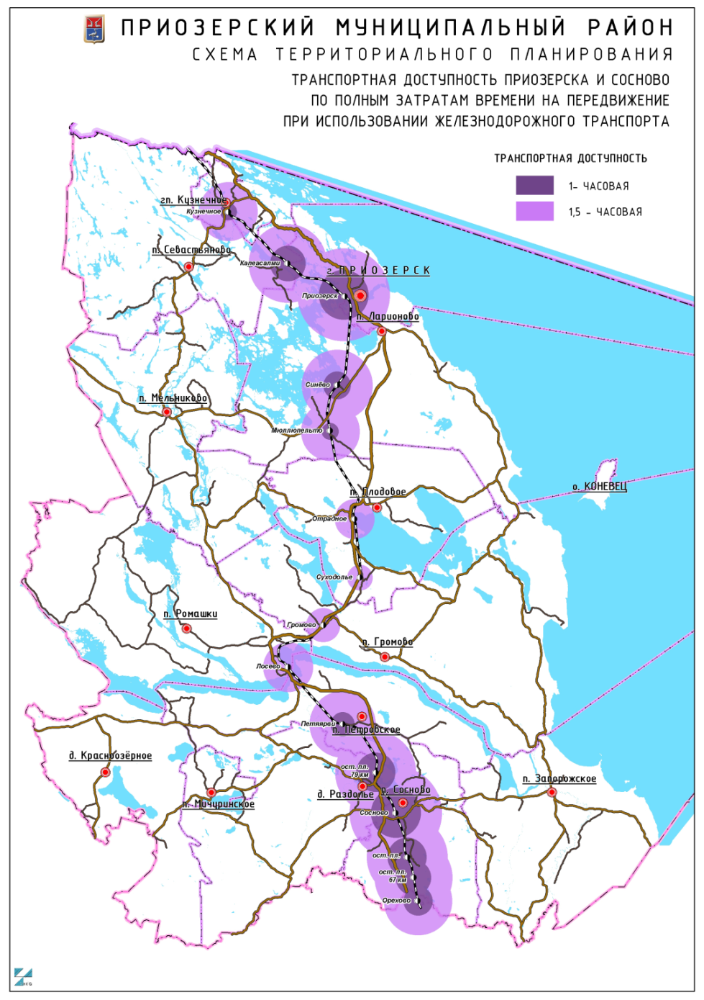 ПРИОЗЕРСКИЙ МУНИЦИПАЛЬНЫЙ РАЙОН
СХЕМА ТЕРРИТОРИАЛЬНОГО ПЛАНИРОВАНИЯ
ТРАНСПОРТНАЯ ДОСТУПНОСТЬ ПРИОЗЕРСКА И СОСНОВО
ПО ПОЛНЫМ ЗАТРАТАМ ВРЕМЕНИ НА ПЕРЕДВИЖЕНИЕ
ПРИ ИСПОЛЬЗОВАНИИ ЖЕЛЕЗНОДОРОЖНОГО ТРАНСПОРТА
ТРАНСПОРТНАЯ ДОСТУПНОСТЬ
1- ЧАСОВАЯ
1,5 - ЧАСОВАЯ
гп. Кузнечное
Кузнечное
п. Севастьяново
Капеасалми
г. ПРИОЗЕРСК
Приозерск
п. Ларионово
Синёво
п. Мельниково
Мюллюпельто
о. КОНЕВЕЦ
п. Плодовое
Отрадное
Суходолье
п. Ромашки
Громово
п. Громово
Лосево
Петяярви
п. Петровское
д. Красноозёрное
ост. пл.
79 км
п. Запорожское
п. Сосново
д. Раздолье
п. Мичуринское
Сосново
ост. пл.
ост. пл.
67 км
Орехово